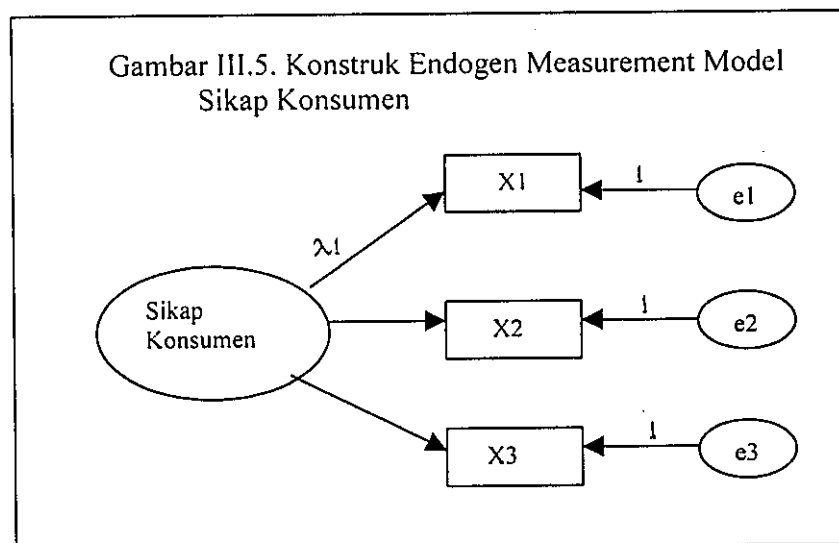 Gambar III.5. Konstruk Endogen Measurement Model
Sikap Konsumen
X1
1
e1
λ1
Sikap
Konsumen
X2
1
e2
X3
1
e3